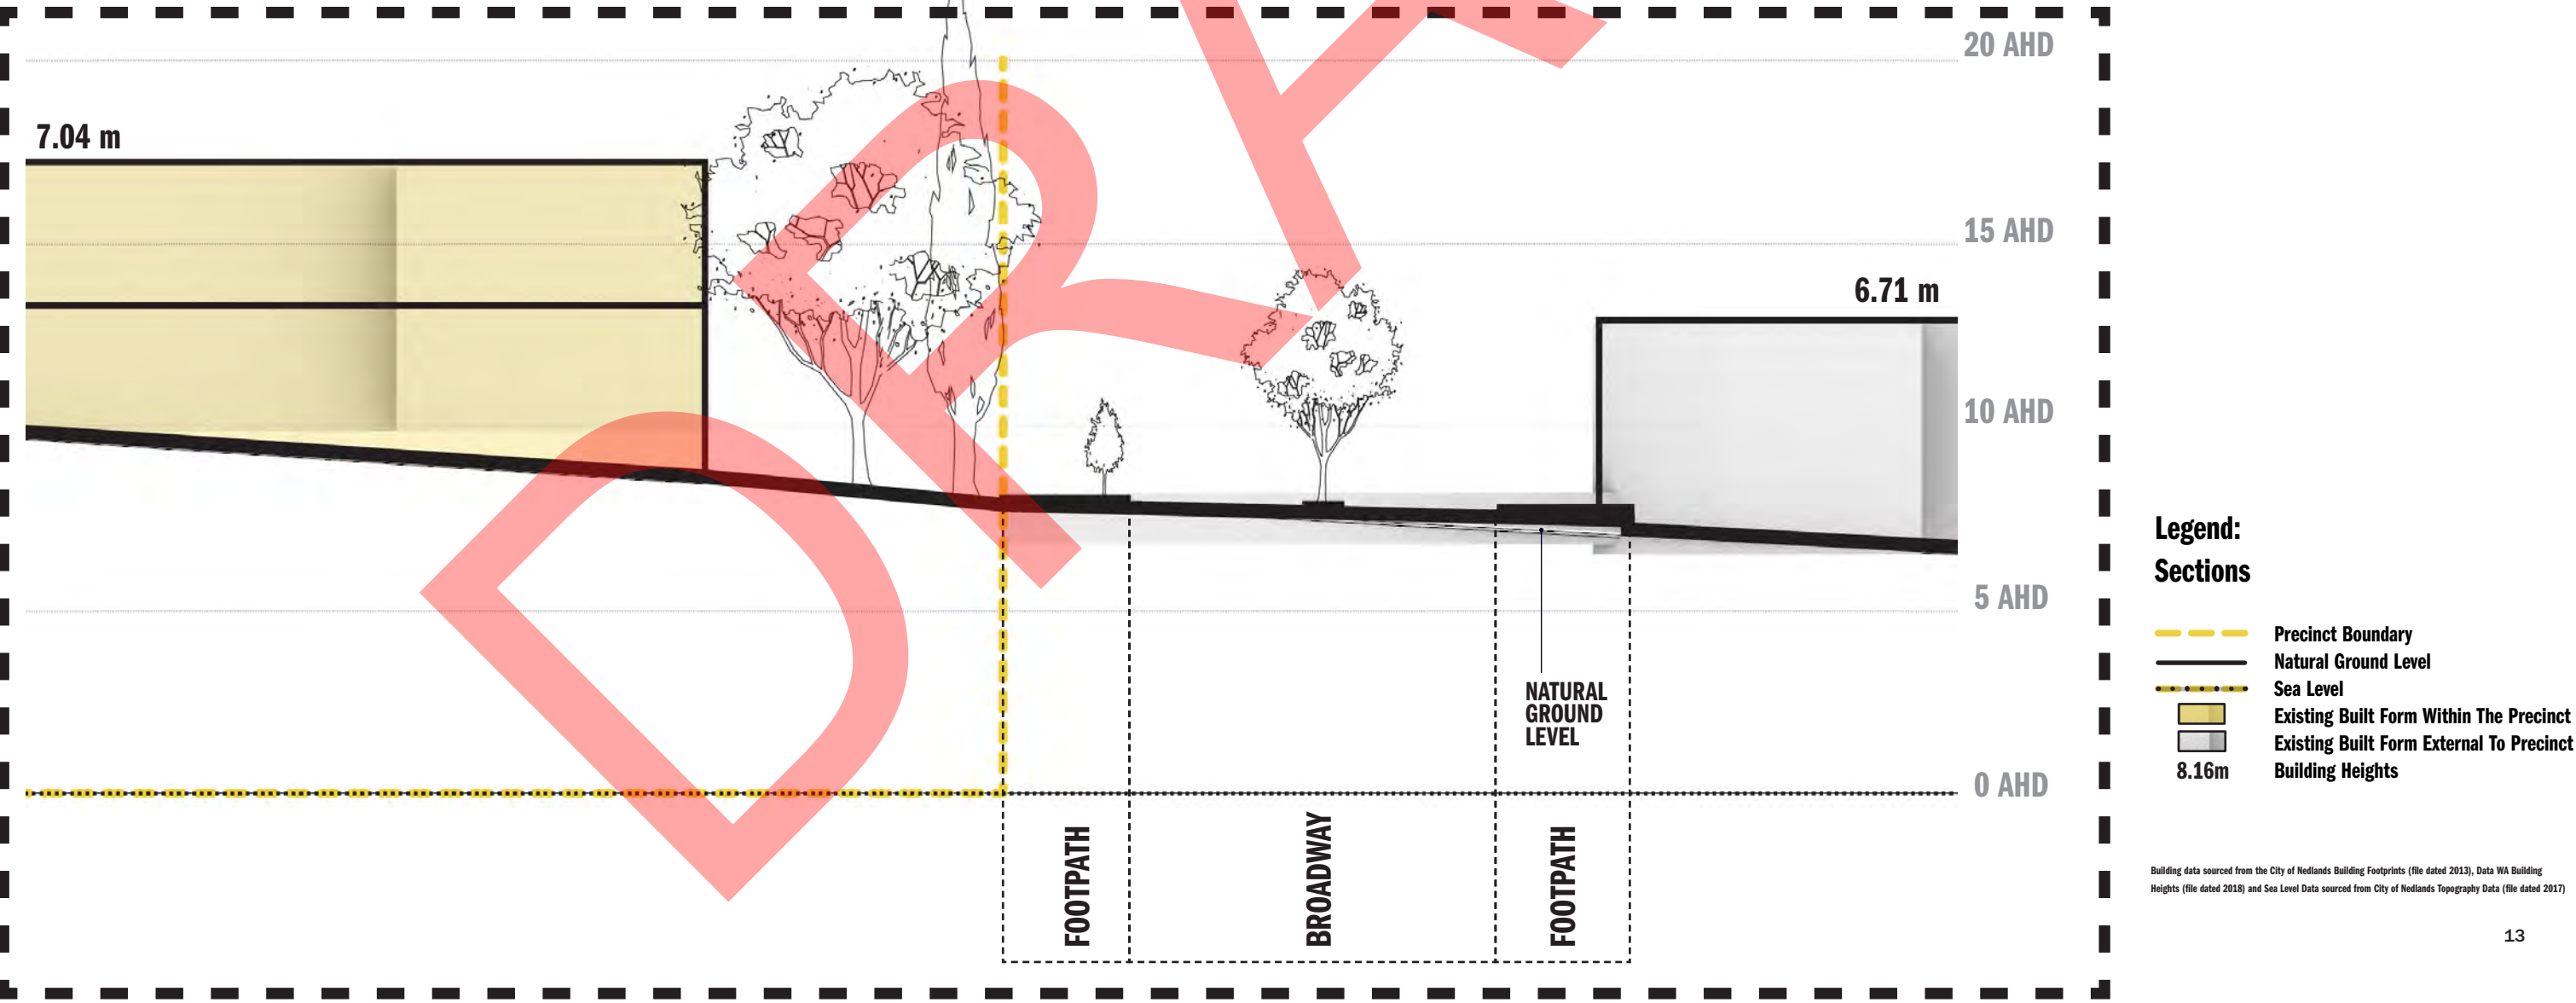 20 AHD
7.04 m
15 AHD
6.71 m
10 AHD
5 AHD
NATURAL
GROUND
LEVEL
0 AHD
FOOTPATH
BROADWAY
FOOTPATH
Legend:
Sections
Precinct Boundary
Natural Ground Level
Sea Level
Existing Built Form Within The Precinct
Existing Built Form External To Precinct
8.16m Building Heights
Building data sourced from the City of Nedlands Building Footprints (file dated 2013), Data WA Building
Heights (file dated 2018) and Sea Level Data sourced from City of Nedlands Topography Data (file dated 2017)
13